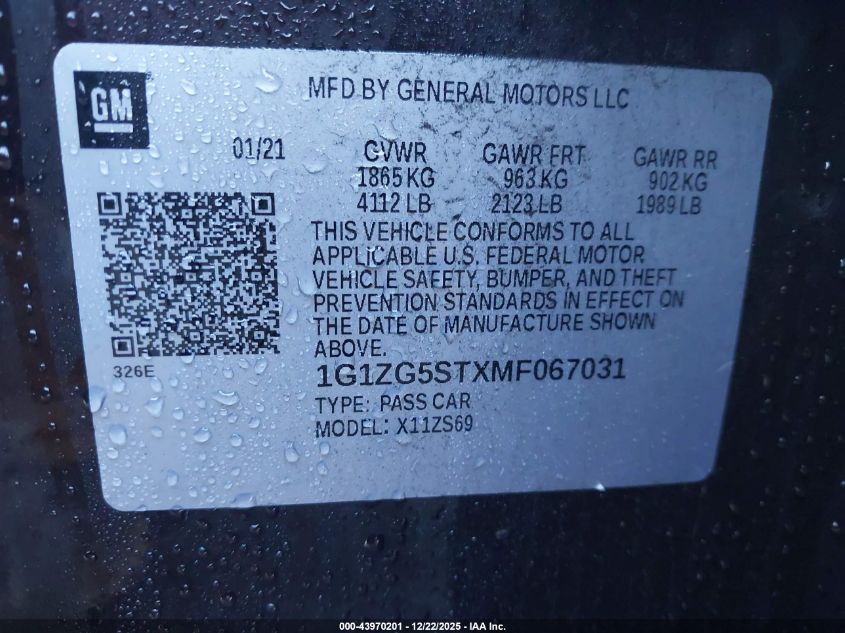 GM
MFD BY GENERAL MOTORS LLC
01/21 GVWR GAWR FRT GAWR RR
1865 KG 963 KG 902 KG
4112 LB 2123 LB 1989 LB
THIS VEHICLE CONFORMS TO ALL
APPLICABLE U.S. FEDERAL MOTOR
VEHICLE SAFETY, BUMPER, AND THEFT
PREVENTION STANDARDS IN EFFECT ON
THE DATE OF MANUFACTURE SHOWN
ABOVE.
326E
1G1ZG5STXMF067031
TYPE: PASS CAR
MODEL: X11ZS69
000-43970201 - 12/22/2025 - IAA Inc.